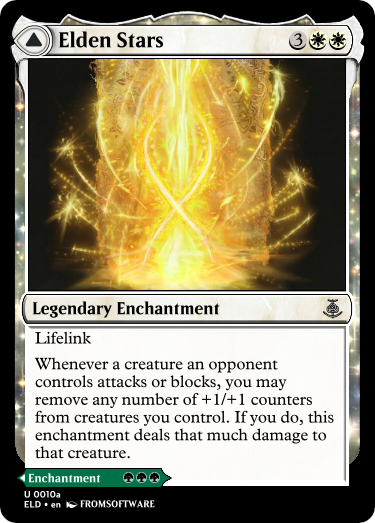 Elden Stars 3
Legendary Enchantment
Lifelink
Whenever a creature an opponent
controls attacks or blocks, you may
remove any number of +1/+1 counters
from creatures you control. If you do, this
enchantment deals that much damage to
that creature.
Enchantment
U 0010a
ELD • en FROMSOFTWARE